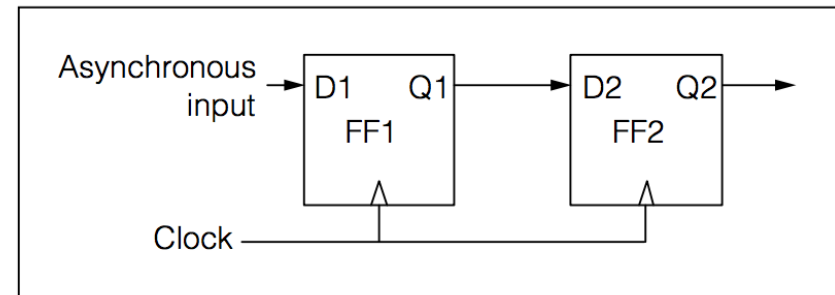 Asynchronous
input
D1 Q1
FF1
D2 Q2
FF2
Clock